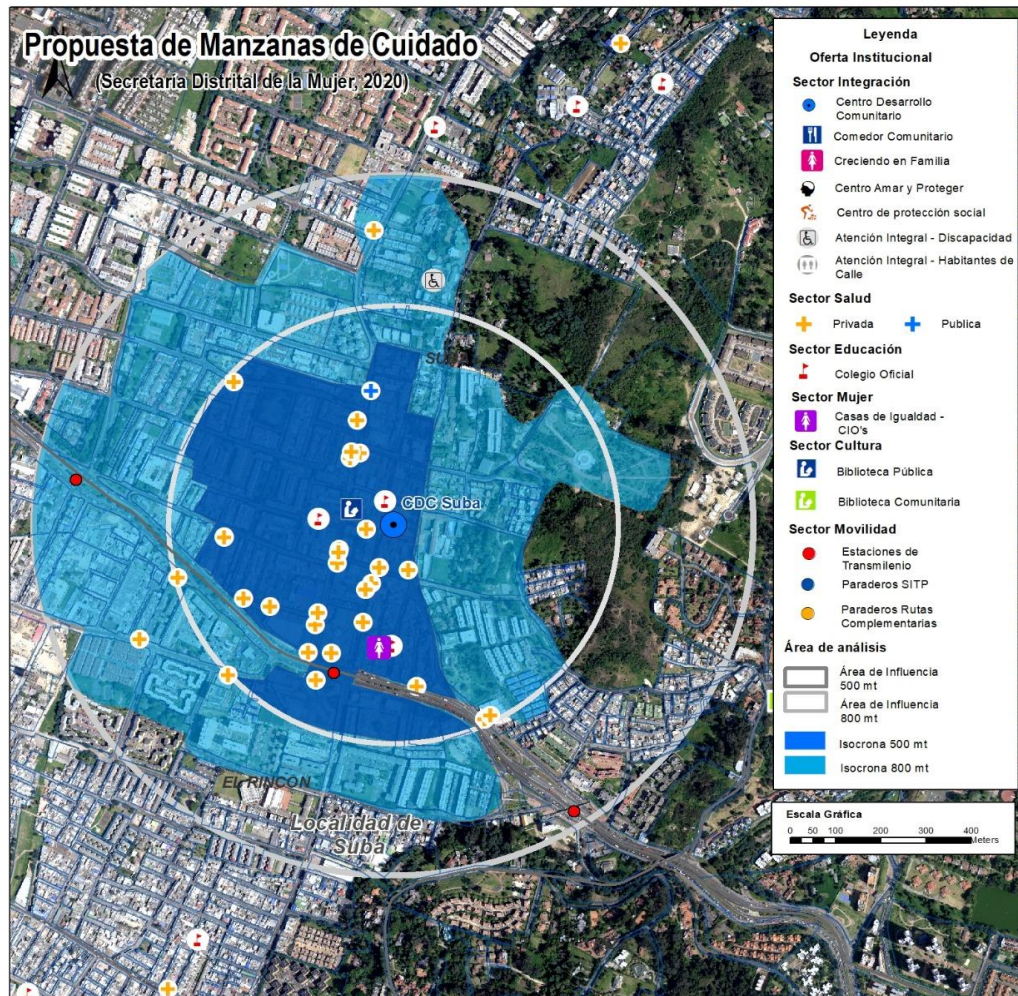 Propuesta de Manzanas de Cuidado
(Secretaría Distrital de la Mujer, 2020)
CDC Suba
EL RINCON
Localidad de
Suba
Leyenda
Oferta Institucional
Sector Integración
Centro Desarrollo
Comunitario
Comedor Comunitario
Creciendo en Familia
Centro Amar y Proteger
Centro de protección social
Atención Integral - Discapacidad
Atención Integral - Habitantes de
Calle
Sector Salud
Privada
Publica
Sector Educación
Colegio Oficial
Sector Mujer
Casas de Igualdad -
CIO's
Sector Cultura
Biblioteca Pública
Biblioteca Comunitaria
Sector Movilidad
Estaciones de
Transmilenio
Paraderos SITP
Paraderos Rutas
Complementarias
Área de análisis
Área de Influencia
500 mt
Área de Influencia
800 mt
Isocrona 500 mt
Isocrona 800 mt
Escala Gráfica
0 50 100 200 300 400
Meters